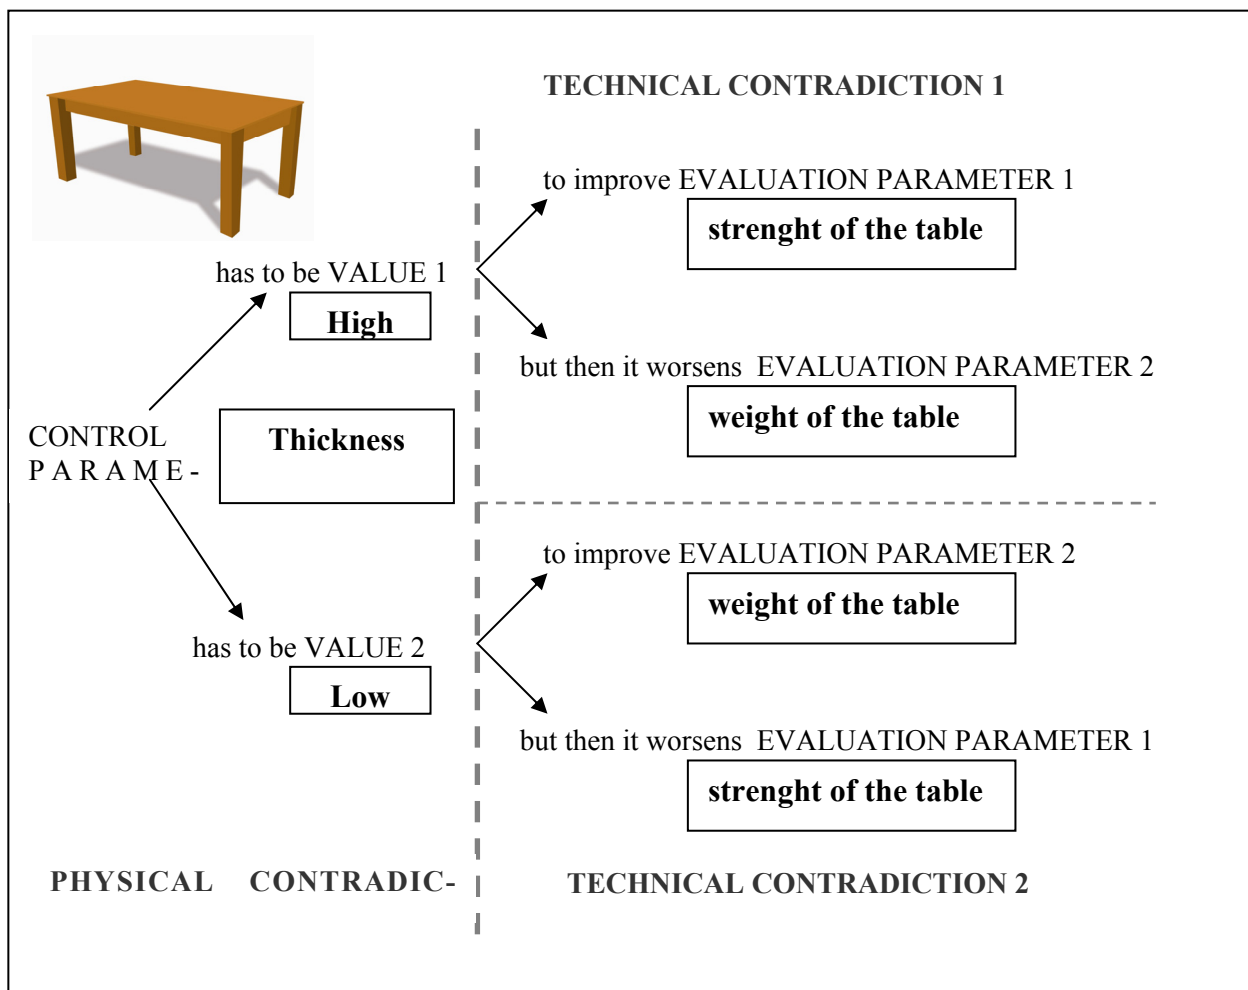 TECHNICAL CONTRADICTION 1
to improve EVALUATION PARAMETER 1
strenght of the table
has to be VALUE 1
High
but then it worsens EVALUATION PARAMETER 2
weight of the table
CONTROL
PARAME-
Thickness
to improve EVALUATION PARAMETER 2
weight of the table
has to be VALUE 2
Low
but then it worsens EVALUATION PARAMETER 1
strenght of the table
PHYSICAL CONTRADIC-
TECHNICAL CONTRADICTION 2